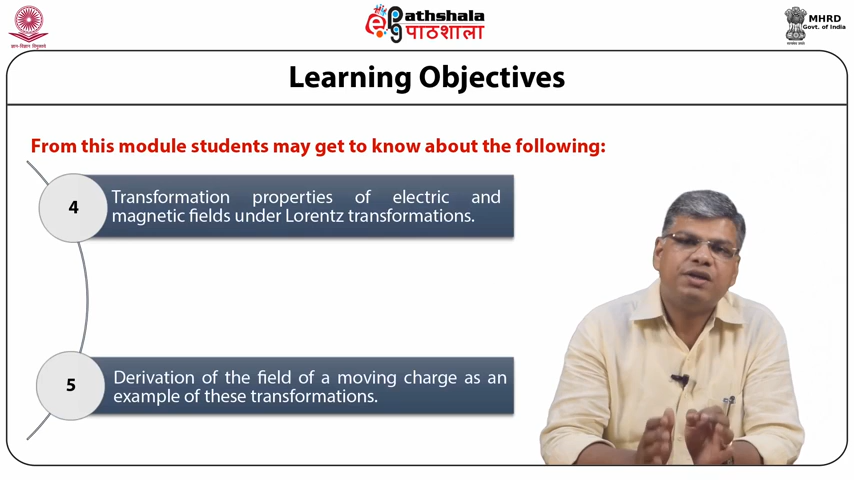 ज्ञान-विज्ञान विमुक्तये
ePathshala
पाठशाला
MHRD
Govt. of India
Learning Objectives
From this module students may get to know about the following:
4
Transformation properties of electric and
magnetic fields under Lorentz transformations.
5
Derivation of the field of a moving charge as an
example of these transformations.